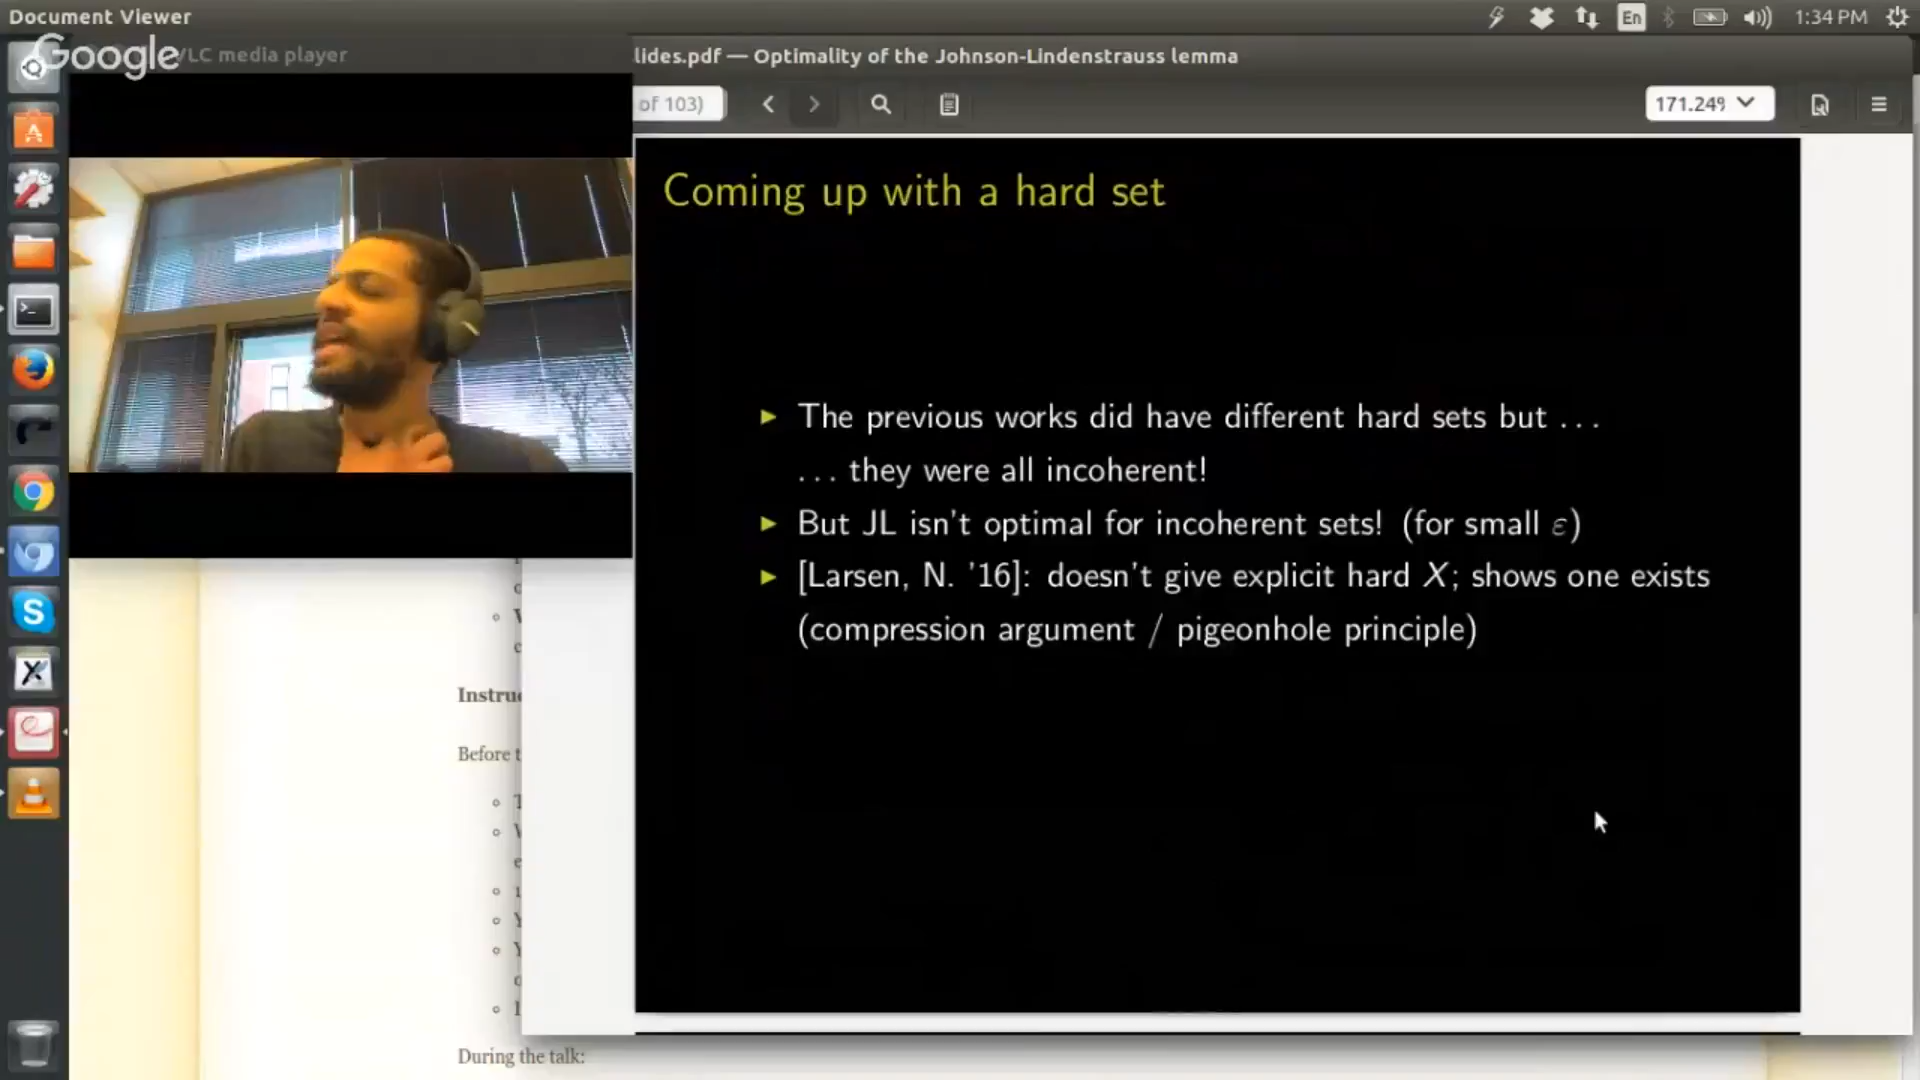 Document Viewer
En
1:34 PM
Google
VLC media player
lides.pdf — Optimality of the Johnson-Lindenstrauss lemma
of 103)
171.24%
Coming up with a hard set
The previous works did have different hard sets but ...
... they were all incoherent!
But JL isn't optimal for incoherent sets! (for small ε)
[Larsen, N. '16]: doesn't give explicit hard X; shows one exists
(compression argument / pigeonhole principle)
Before t
During the talk: